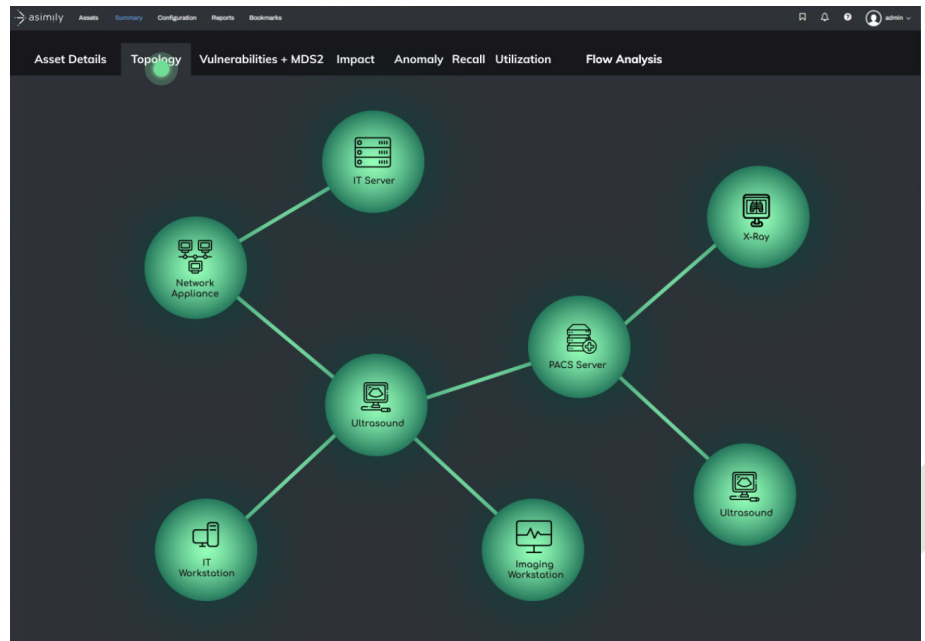 asimily Assets Summary Configuration Reports Bookmarks admin
Asset Details Topology Vulnerabilities + MDS2 Impact Anomaly Recall Utilization Flow Analysis
IT Server
X-Ray
Network
Appliance
PACS Server
Ultrasound
Ultrasound
IT
Workstation
Imaging
Workstation